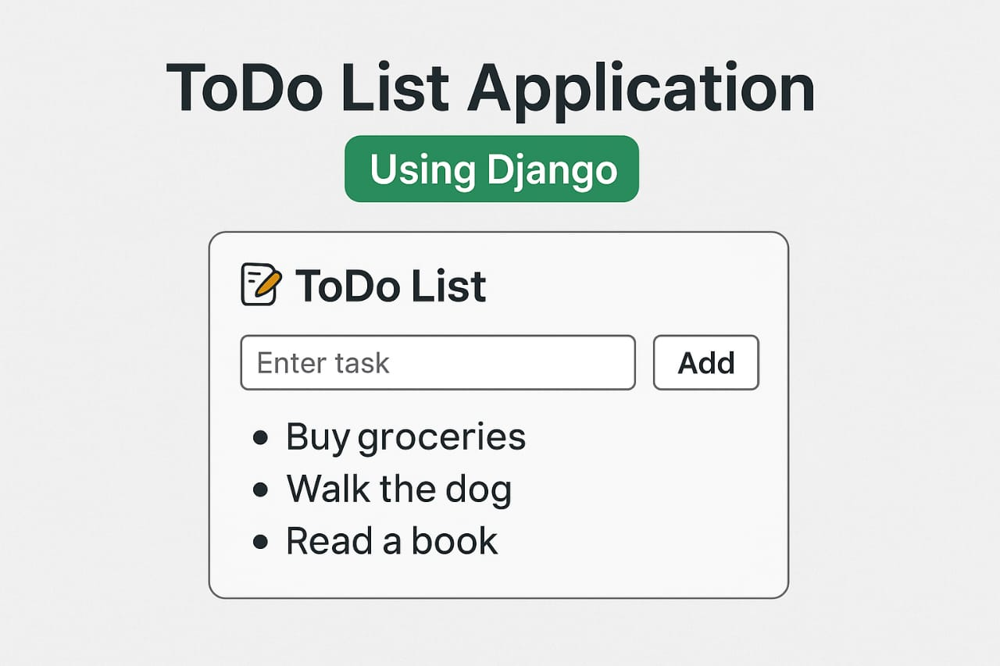 ToDo List Application
Using Django
ToDo List
Enter task
Add
Buy groceries
Walk the dog
Read a book